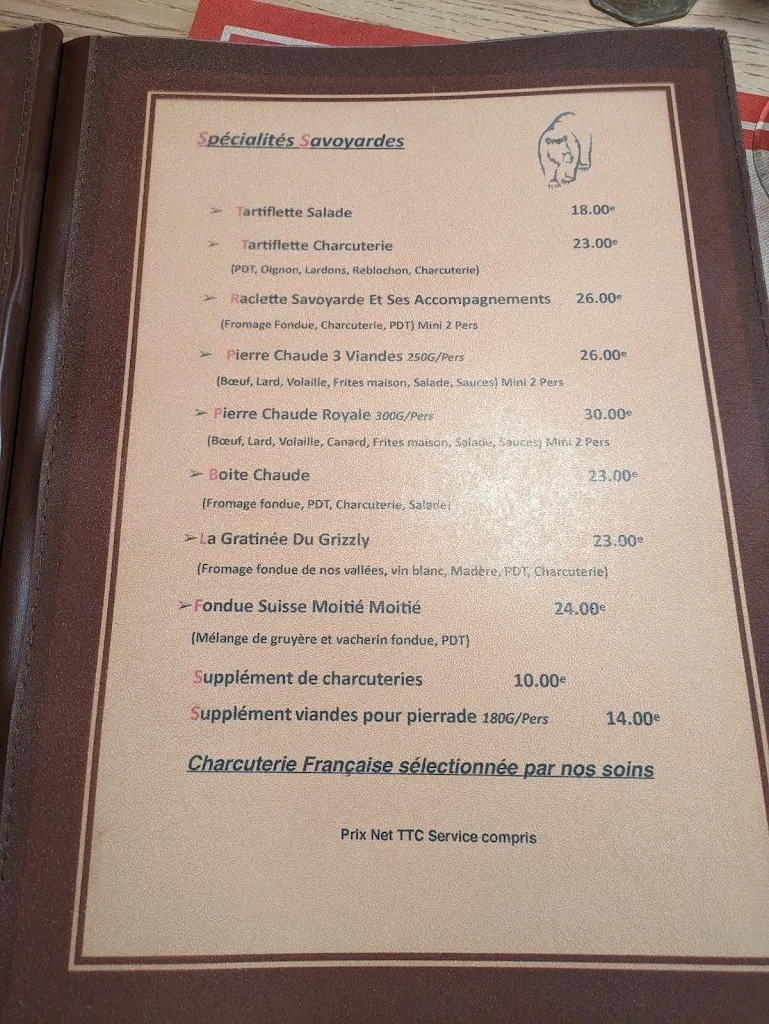 Spécialités Savoyardes
➢ Tartiflette Salade 18.00e
➢ Tartiflette Charcuterie 23.00e
(PDT, Oignon, Lardons, Reblochon, Charcuterie)
➢ Raclette Savoyarde Et Ses Accompagnements 26.00e
(Fromage Fondue, Charcuterie, PDT) Mini 2 Pers
➢ Pierre Chaude 3 Viandes 250G/Pers 26.00e
(Bœuf, Lard, Volaille, Frites maison, Salade, Sauces) Mini 2 Pers
➢ Pierre Chaude Royale 300G/Pers 30.00e
(Bœuf, Lard, Volaille, Canard, Frites maison, Salade, Sauces) Mini 2 Pers
➢ Boite Chaude 23.00e
(Fromage fondue, PDT, Charcuterie, Salade)
➢ La Gratinée Du Grizzly 23.00e
(Fromage fondue de nos vallées, vin blanc, Madère, PDT, Charcuterie)
➢ Fondue Suisse Moitié Moitié 24.00e
(Mélange de gruyère et vacherin fondue, PDT)
Supplément de charcuteries 10.00e
Supplément viandes pour pierrade 180G/Pers 14.00e
Charcuterie Française sélectionnée par nos soins
Prix Net TTC Service compris